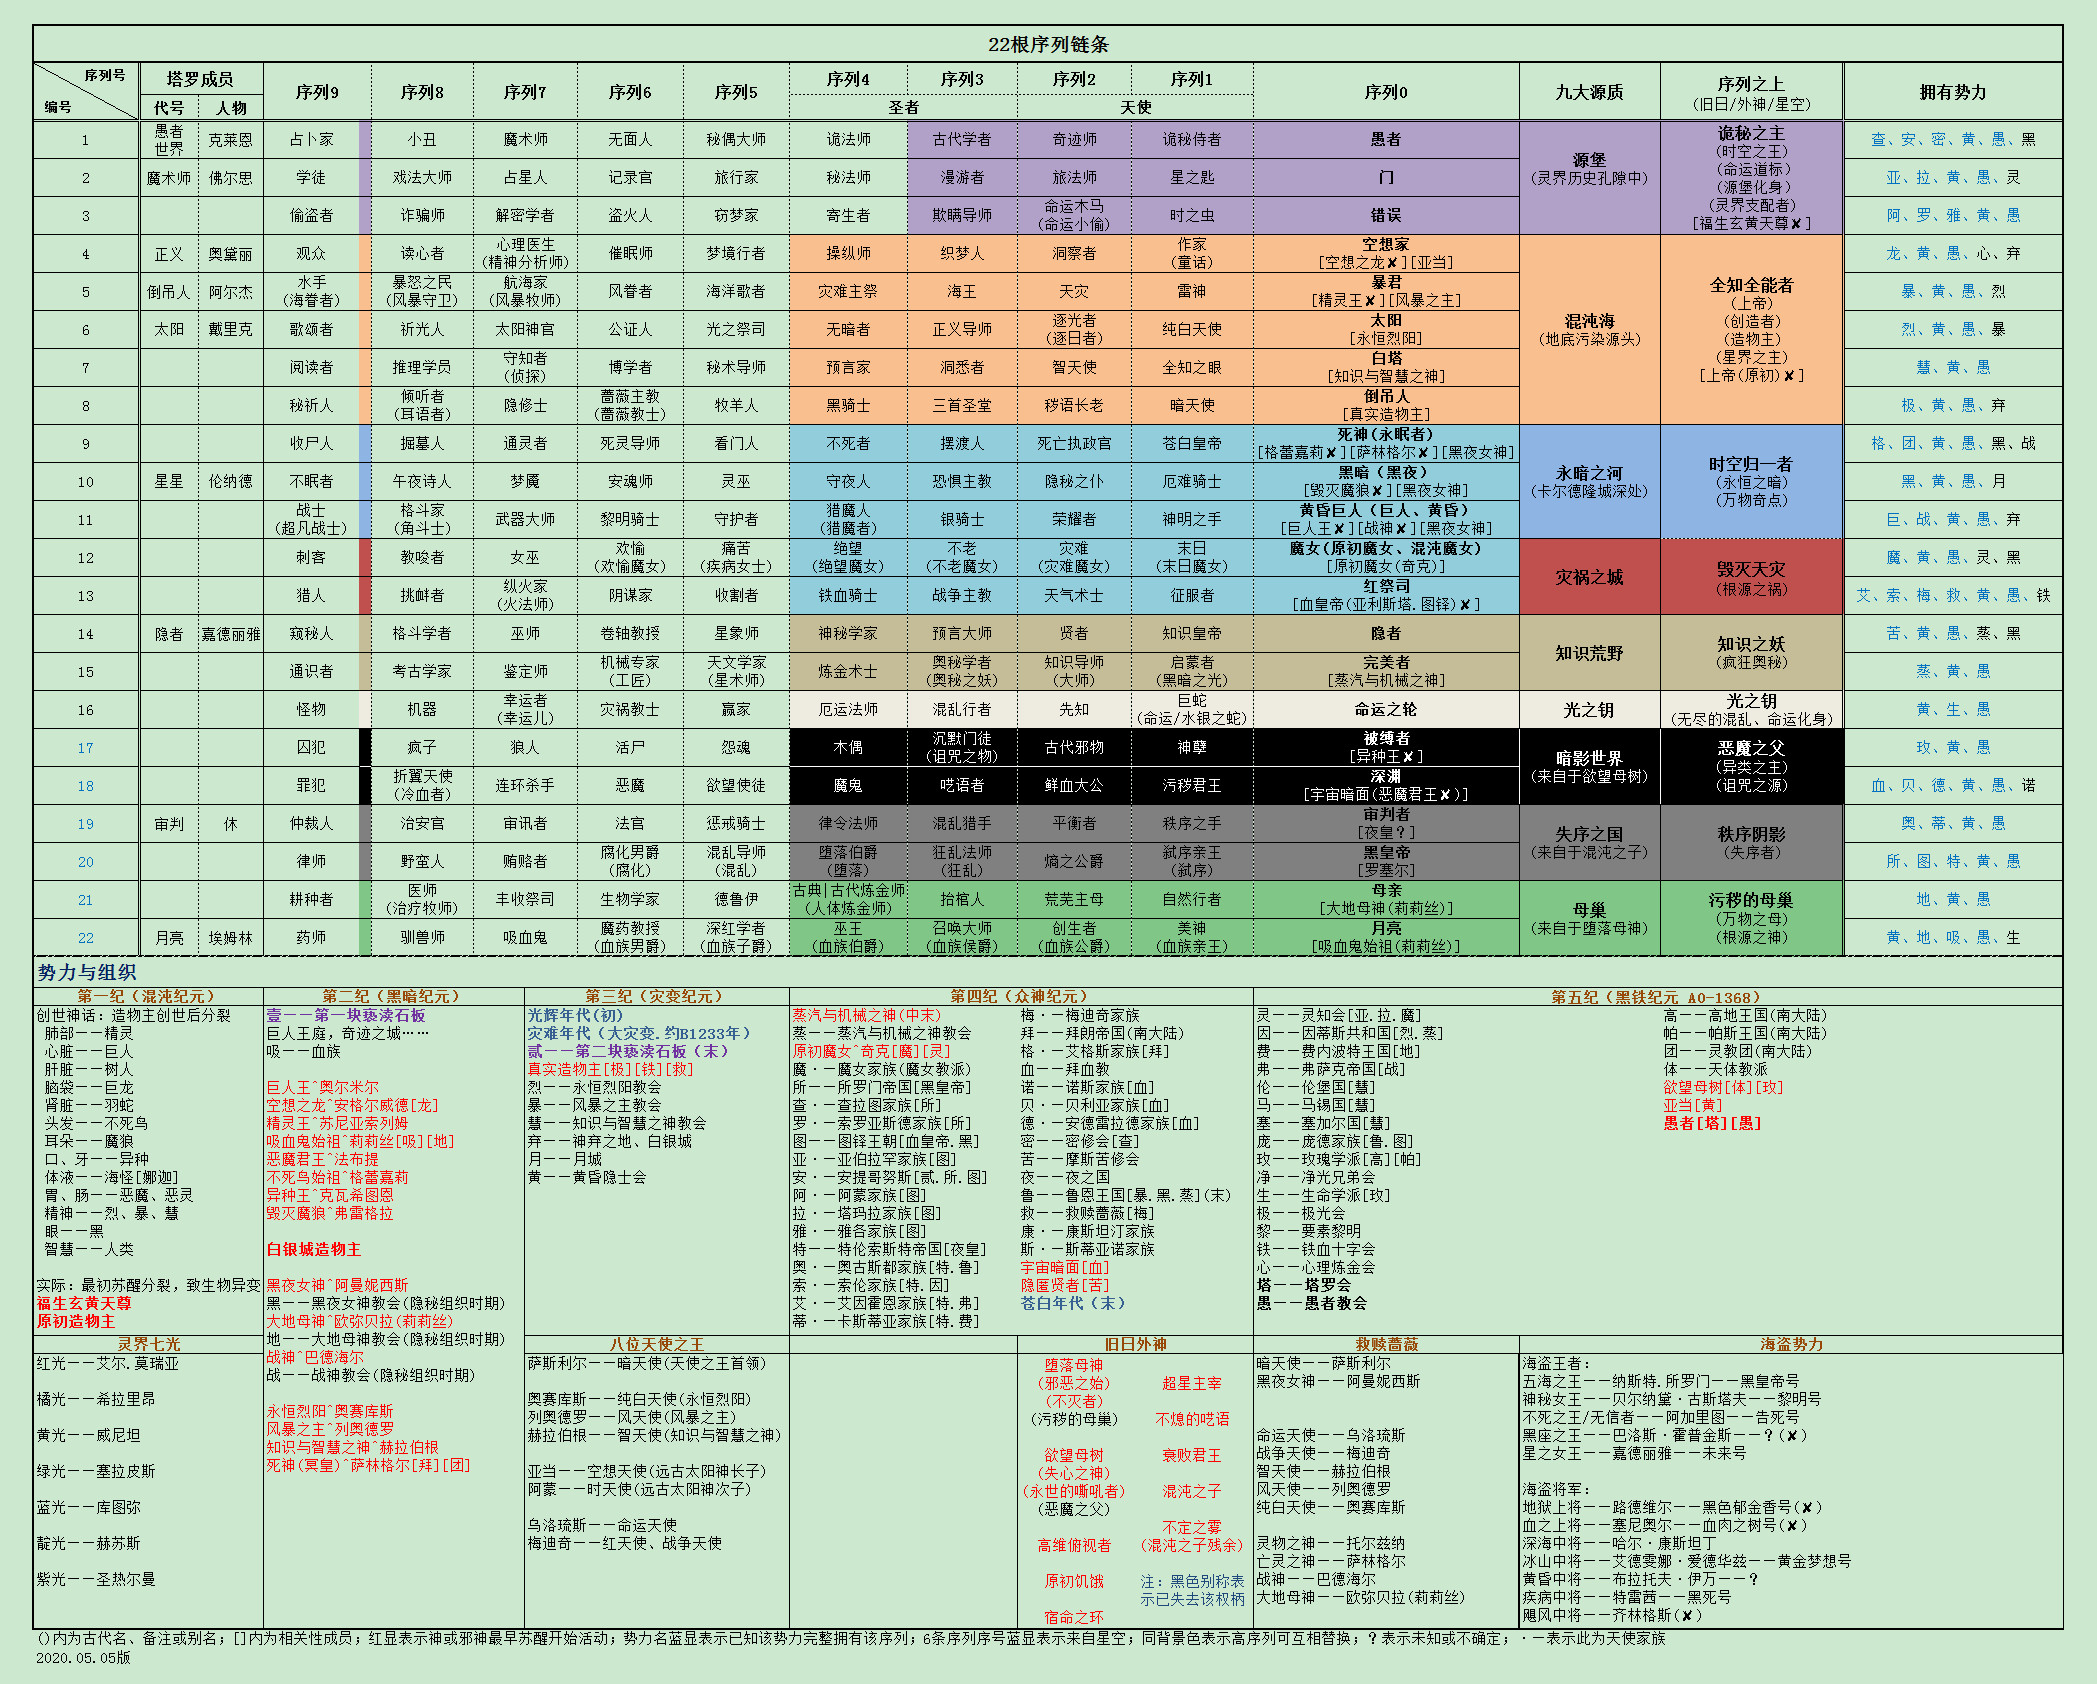 22根序列链条
序列号
编号
塔罗成员
代号 人物
序列9 序列8 序列7 序列6 序列5 序列4 序列3 序列2 序列1
圣者 天使
序列0 九大源质
序列之上
(旧日/外神/星空)
拥有势力
1 愚者 世界 克莱恩 占卜家 小丑 魔术师 无面人 秘偶大师 诡法师 古代学者 奇迹师 诡秘侍者 愚者 查、安、密、黄、愚、黑
2 魔术师 佛尔思 学徒 戏法大师 占星人 记录官 旅行家 秘法师 漫游者 旅法师 星之匙 门 亚、拉、黄、愚、灵
3 偷盗者 诈骗师 解密学者 盗火人 窃梦家 寄生者 欺瞒导师 命运木马 (命运小偷) 时之虫 错误 阿、罗、雅、黄、愚
源堡
(灵界历史孔隙中)
诡秘之主
(时空之王)
(命运道标)
(源堡化身)
(灵界支配者)
[福生玄黄天尊✘]
4 正义 奥黛丽 观众 读心者 心理医生 (精神分析师) 催眠师 梦境行者 操纵师 织梦人 洞察者 作家 (童话) 空想家 [空想之龙✘][亚当] 龙、黄、愚、心、弃
5 倒吊人 阿尔杰 水手 (海眷者) 暴怒之民 (风暴守卫) 航海家 (风暴牧师) 风眷者 海洋歌者 灾难主祭 海王 天灾 雷神 暴君 [精灵王✘][风暴之主] 暴、黄、愚、烈
6 太阳 戴里克 歌颂者 祈光人 太阳神官 公证人 光之祭司 无暗者 正义导师 逐光者 (逐日者) 纯白天使 太阳 [永恒烈阳] 烈、黄、愚、暴
7 阅读者 推理学员 守知者 (侦探) 博学者 秘术导师 预言家 洞悉者 智天使 全知之眼 白塔 [知识与智慧之神] 慧、黄、愚
8 秘祈人 倾听者 (耳语者) 隐修士 蔷薇主教 (蔷薇教士) 牧羊人 黑骑士 三首圣堂 秽语长老 暗天使 倒吊人 [真实造物主] 极、黄、愚、弃
混沌海
(地底污染源头)
全知全能者
(上帝)
(创造者)
(造物主)
(星界之主)
[上帝(原初)✘]
9 收尸人 掘墓人 通灵者 死灵导师 看门人 不死者 摆渡人 死亡执政官 苍白皇帝 死神(永眠者) [格蕾嘉莉✘][萨林格尔✘][黑夜女神] 格、团、黄、愚、黑、战
10 星星 伦纳德 不眠者 午夜诗人 梦魇 安魂师 灵巫 守夜人 恐惧主教 隐秘之仆 厄难骑士 黑暗（黑夜） [毁灭魔狼✘][黑夜女神] 黑、黄、愚、月
11 战士 (超凡战士) 格斗家 (角斗士) 武器大师 黎明骑士 守护者 猎魔人 (猎魔者) 银骑士 荣耀者 神明之手 黄昏巨人（巨人、黄昏） [巨人王✘][战神✘][黑夜女神] 巨、战、黄、愚、弃
永暗之河
(卡尔德隆城深处)
时空归一者
(永恒之暗)
(万物奇点)
12 刺客 教唆者 女巫 欢愉 (欢愉魔女) 痛苦 (疾病女士) 绝望 (绝望魔女) 不老 (不老魔女) 灾难 (灾难魔女) 末日 (末日魔女) 魔女(原初魔女、混沌魔女) [原初魔女(奇克)] 魔、黄、愚、灵、黑
13 猎人 挑衅者 纵火家 (火法师) 阴谋家 收割者 铁血骑士 战争主教 天气术士 征服者 红祭司 [血皇帝(亚利斯塔.图铎)✘] 艾、索、梅、救、黄、愚、铁
灾祸之城
毁灭天灾
(根源之祸)
14 隐者 嘉德丽雅 窥秘人 格斗学者 巫师 卷轴教授 星象师 神秘学家 预言大师 贤者 知识皇帝 隐者 苦、黄、愚、蒸、黑
15 通识者 考古学家 鉴定师 机械专家 (工匠) 天文学家 (星术师) 炼金术士 奥秘学者 (奥秘之妖) 知识导师 (大师) 启蒙者 (黑暗之光) 完美者 [蒸汽与机械之神] 蒸、黄、愚
知识荒野
知识之妖
(疯狂奥秘)
16 怪物 机器 幸运者 (幸运儿) 灾祸教士 赢家 厄运法师 混乱行者 先知 巨蛇 (命运/水银之蛇) 命运之轮 光之钥 光之钥 (无尽的混乱、命运化身) 黄、生、愚
17 囚犯 疯子 狼人 活尸 怨魂 木偶 沉默门徒 (诅咒之物) 古代邪物 神孽 被缚者 [异种王✘] 玫、黄、愚
18 罪犯 折翼天使 (冷血者) 连环杀手 恶魔 欲望使徒 魔鬼 呓语者 鲜血大公 污秽君王 深渊 [宇宙暗面(恶魔君王✘)] 血、贝、德、黄、愚、诺
暗影世界
(来自于欲望母树)
恶魔之父
(异类之主)
(诅咒之源)
19 审判 休 仲裁人 治安官 审讯者 法官 惩戒骑士 律令法师 混乱猎手 平衡者 秩序之手 审判者 [夜皇？] 奥、蒂、黄、愚
20 律师 野蛮人 贿赂者 腐化男爵 (腐化) 混乱导师 (混乱) 堕落伯爵 (堕落) 狂乱法师 (狂乱) 熵之公爵 弑序亲王 (弑序) 黑皇帝 [罗塞尔] 所、图、特、黄、愚
失序之国
(来自于混沌之子)
秩序阴影
(失序者)
21 耕种者 医师 (治疗牧师) 丰收祭司 生物学家 德鲁伊 古典|古代炼金师 (人体炼金师) 抬棺人 荒芜主母 自然行者 母亲 [大地母神(莉莉丝)] 地、黄、愚
22 月亮 埃姆林 药师 驯兽师 吸血鬼 魔药教授 (血族男爵) 深红学者 (血族子爵) 巫王 (血族伯爵) 召唤大师 (血族侯爵) 创生者 (血族公爵) 美神 (血族亲王) 月亮 [吸血鬼始祖(莉莉丝)] 黄、地、吸、愚、生
母巢
(来自于堕落母神)
污秽的母巢
(万物之母)
(根源之神)
势力与组织
第一纪（混沌纪元）
创世神话：造物主创世后分裂
肺部——精灵
心脏——巨人
肝脏——树人
脑袋——巨龙
肾脏——羽蛇
头发——不死鸟
耳朵——魔狼
口、牙——异种
体液——海怪[娜迦]
胃、肠——恶魔、恶灵
精神——烈、暴、慧
眼——黑
智慧——人类
实际：最初苏醒分裂，致生物异变
福生玄黄天尊
原初造物主
灵界七光
红光——艾尔.莫瑞亚
橘光——希拉里昂
黄光——威尼坦
绿光——塞拉皮斯
蓝光——库图弥
靛光——赫苏斯
紫光——圣热尔曼
第二纪（黑暗纪元）
壹——第一块亵渎石板
巨人王庭，奇迹之城……
吸——血族
巨人王^奥尔米尔
空想之龙^安格尔威德[龙]
精灵王^苏尼亚索列姆
吸血鬼始祖^莉莉丝[吸][地]
恶魔君王^法布提
不死鸟始祖^格蕾嘉莉
异种王^克瓦希图恩
毁灭魔狼^弗雷格拉
白银城造物主
黑夜女神^阿曼妮西斯
黑——黑夜女神教会(隐秘组织时期)
大地母神^欧弥贝拉(莉莉丝)
地——大地母神教会(隐秘组织时期)
战神^巴德海尔
战——战神教会(隐秘组织时期)
永恒烈阳^奥赛库斯
风暴之主^列奥德罗
知识与智慧之神^赫拉伯根
死神(冥皇)^萨林格尔[拜][团]
第三纪（灾变纪元）
光辉年代(初)
灾难年代（大灾变.约B1233年）
贰——第二块亵渎石板（末）
真实造物主[极][铁][救]
烈——永恒烈阳教会
暴——风暴之主教会
慧——知识与智慧之神教会
弃——神弃之地、白银城
月——月城
黄——黄昏隐士会
八位天使之王
萨斯利尔——暗天使(天使之王首领)
奥赛库斯——纯白天使(永恒烈阳)
列奥德罗——风天使(风暴之主)
赫拉伯根——智天使(知识与智慧之神)
亚当——空想天使(远古太阳神长子)
阿蒙——时天使(远古太阳神次子)
乌洛琉斯——命运天使
梅迪奇——红天使、战争天使
第四纪（众神纪元）
蒸汽与机械之神(中末)
蒸——蒸汽与机械之神教会
原初魔女^奇克[魔][灵]
魔·—魔女家族(魔女教派)
所——所罗门帝国[黑皇帝]
查·—查拉图家族[所]
罗·—索罗亚斯德家族[所]
图——图铎王朝[血皇帝.黑]
亚·—亚伯拉罕家族[图]
安·—安提哥努斯[贰.所.图]
阿·—阿蒙家族[图]
拉·—塔玛拉家族[图]
雅·—雅各家族[图]
特——特伦索斯特帝国[夜皇]
奥·—奥古斯都家族[特.鲁]
索·—索伦家族[特.因]
艾·—艾因霍恩家族[特.弗]
蒂·—卡斯蒂亚家族[特.费]
梅·—梅迪奇家族
拜——拜朗帝国(南大陆)
格·—艾格斯家族[拜]
血——拜血教
诺——诺斯家族[血]
贝·—贝利亚家族[血]
德·—安德雷拉德家族[血]
密——密修会[查]
苦——摩斯苦修会
夜——夜之国
鲁——鲁恩王国[暴.黑.蒸](末)
救——救赎蔷薇[梅]
康·—康斯坦汀家族
斯·—斯蒂亚诺家族
宇宙暗面[血]
隐匿贤者[苦]
苍白年代（末）
旧日外神
堕落母神
(邪恶之始)
(不灭者)
(污秽的母巢)
欲望母树
(失心之神)
(永世的嘶吼者)
(恶魔之父)
高维俯视者
原初饥饿
宿命之环
超星主宰
不熄的呓语
衰败君王
混沌之子
不定之雾
(混沌之子残余)
注：黑色别称表
示已失去该权柄
第五纪（黑铁纪元 A0-1368）
灵——灵知会[亚.拉.魔]
因——因蒂斯共和国[烈.蒸]
费——费内波特王国[地]
弗——弗萨克帝国[战]
伦——伦堡国[慧]
马——马锡国[慧]
塞——塞加尔国[慧]
庞——庞德家族[鲁.图]
玫——玫瑰学派[高][帕]
净——净光兄弟会
生——生命学派[玫]
极——极光会
黎——要素黎明
铁——铁血十字会
心——心理炼金会
塔——塔罗会
愚——愚者教会
高——高地王国(南大陆)
帕——帕斯王国(南大陆)
团——灵教团(南大陆)
体——天体教派
欲望母树[体][玫]
亚当[黄]
愚者[塔][愚]
救赎蔷薇
暗天使——萨斯利尔
黑夜女神——阿曼妮西斯
命运天使——乌洛琉斯
战争天使——梅迪奇
智天使——赫拉伯根
风天使——列奥德罗
纯白天使——奥赛库斯
灵物之神——托尔兹纳
亡灵之神——萨林格尔
战神——巴德海尔
大地母神——欧弥贝拉(莉莉丝)
海盗势力
海盗王者：
五海之王——纳斯特.所罗门——黑皇帝号
神秘女王——贝尔纳黛·古斯塔夫——黎明号
不死之王/无信者——阿加里图——告死号
黑座之王——巴洛斯·霍普金斯——？(✘)
星之女王——嘉德丽雅——未来号
海盗将军：
地狱上将——路德维尔——黑色郁金香号(✘)
血之上将——塞尼奥尔——血肉之树号(✘)
深海中将——哈尔·康斯坦丁
冰山中将——艾德雯娜·爱德华兹——黄金梦想号
黄昏中将——布拉托夫·伊万——？
疾病中将——特雷茜——黑死号
飓风中将——齐林格斯(✘)
()内为古代名、备注或别名；[]内为相关性成员；红显表示神或邪神最早苏醒开始活动；势力名蓝显表示已知该势力完整拥有该序列；6条序列序号蓝显表示来自星空；同背景色表示高序列可互相替换；？表示未知或不确定；·—表示此为天使家族
2020.05.05版